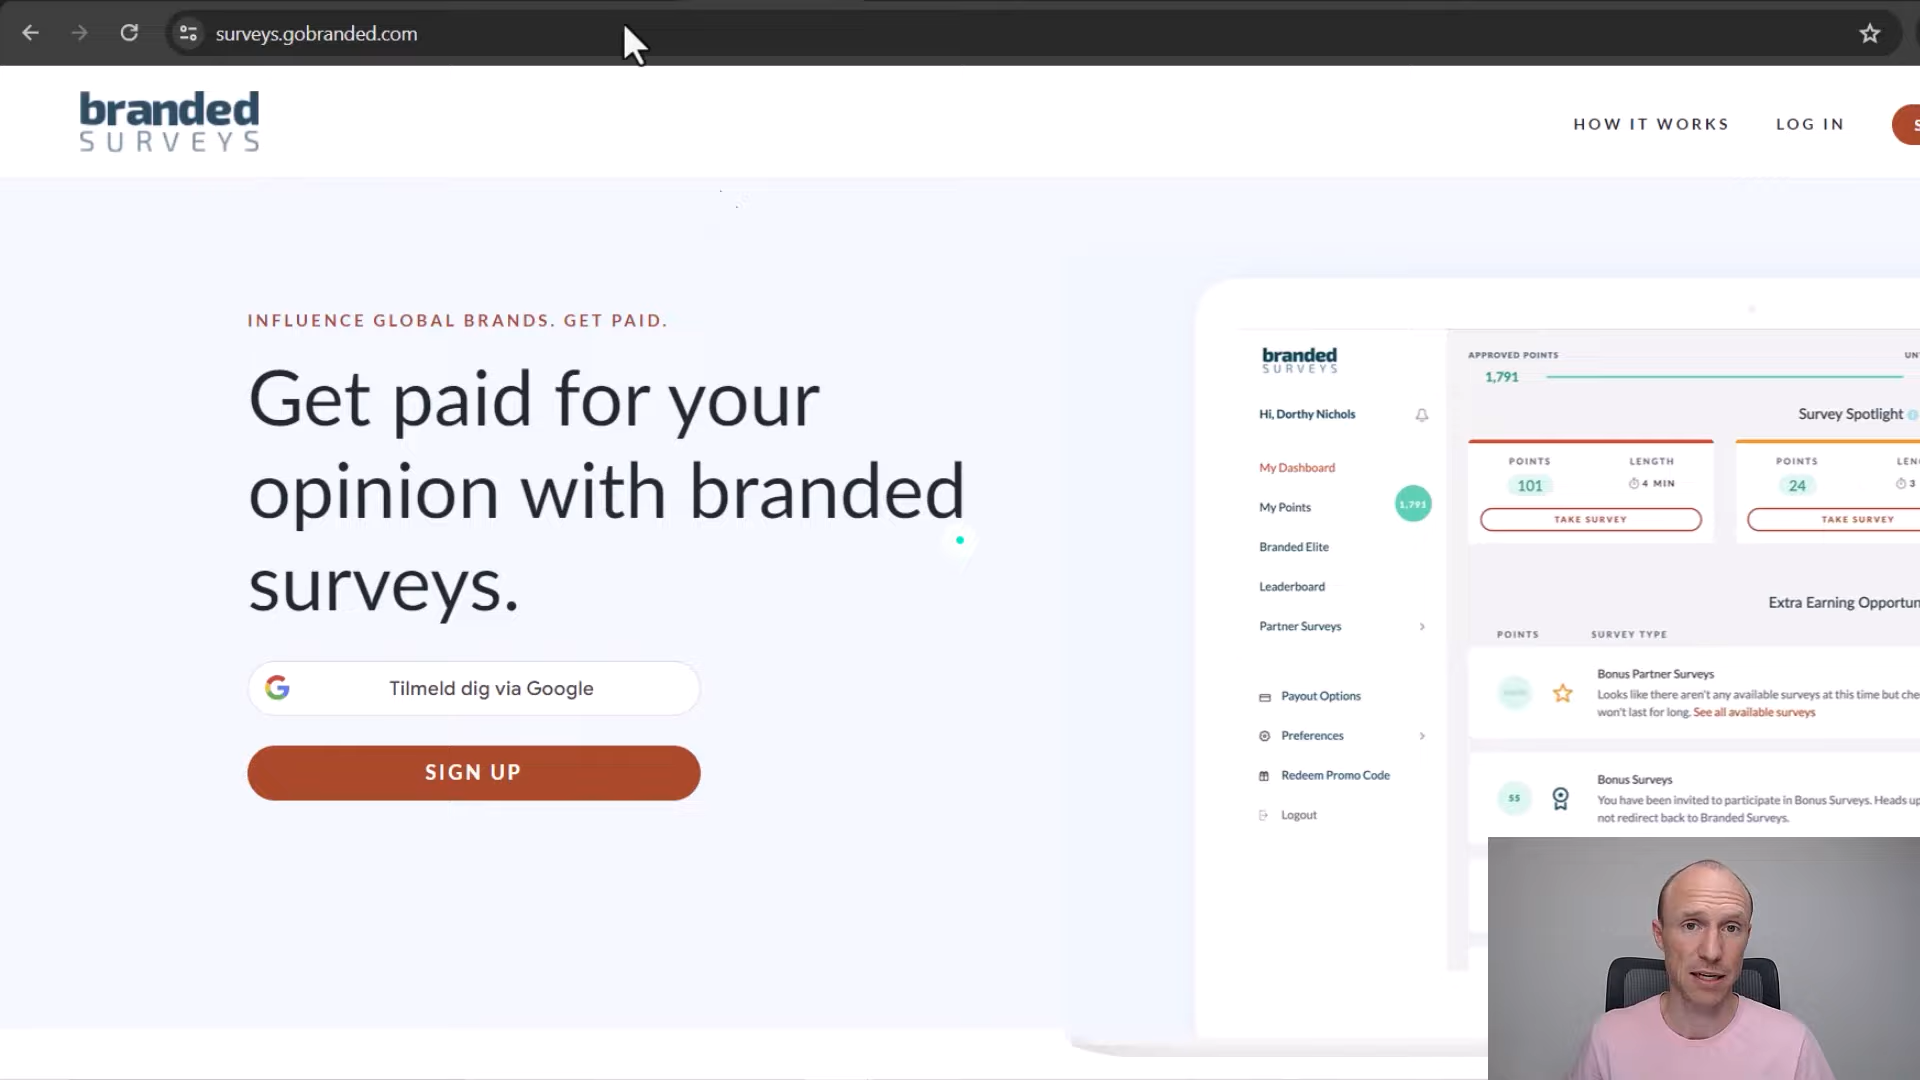 surveys.gobranded.com
branded
SURVEYS
HOW IT WORKS
LOG IN
INFLUENCE GLOBAL BRANDS. GET PAID.
Get paid for your
opinion with branded
surveys.
Tilmeld dig via Google
SIGN UP
branded
SURVEYS
Hi, Dorthy Nichols
My Dashboard
My Points
1,791
Branded Elite
Leaderboard
Partner Surveys
Payout Options
Preferences
Redeem Promo Code
Logout
APPROVED POINTS
1,791
Survey Spotlight
POINTS
LENGTH
101
4 MIN
TAKE SURVEY
POINTS
24
3
TAKE SURVEY
Extra Earning
POINTS
SURVEY TYPE
Bonus Partner Surveys
Looks like there aren't any available surveys at this time but
won't last for long. See all available surveys
55
Bonus Surveys
You have been invited to participate in Bonus Surveys. Heads
not redirect back to Branded Surveys.